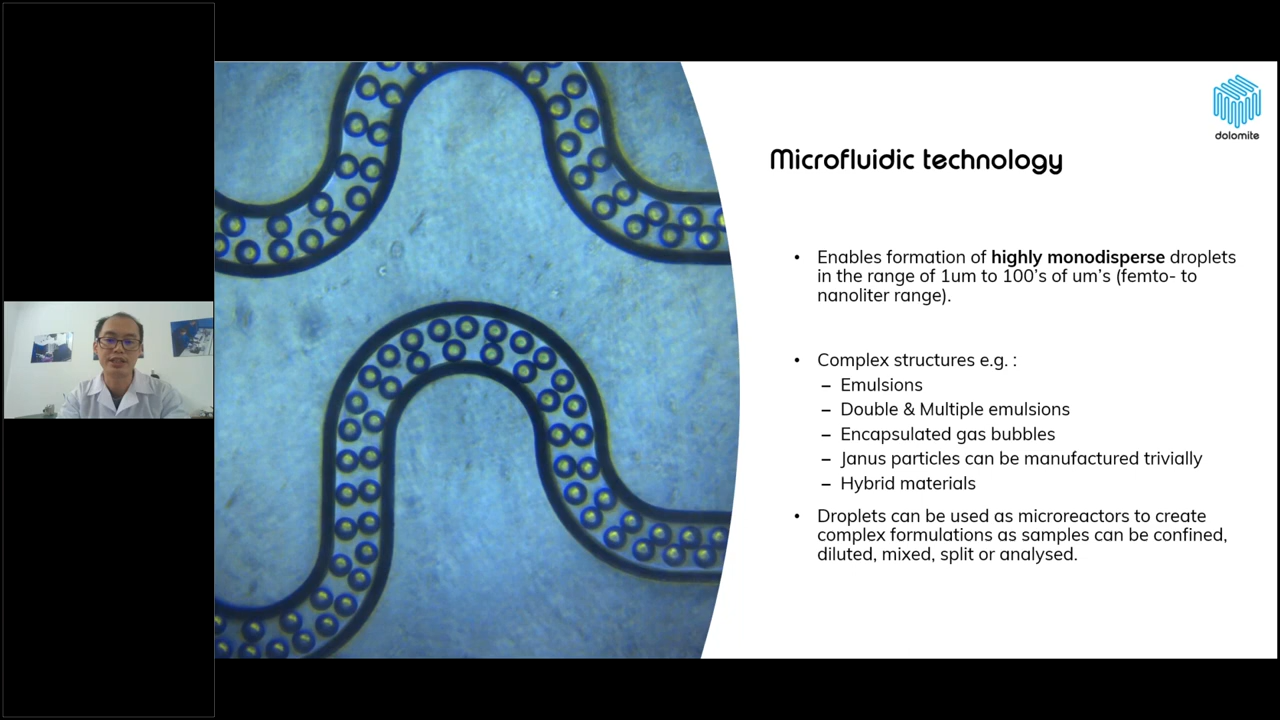 dolomite
Microfluidic technology
• Enables formation of highly monodisperse droplets
in the range of 1um to 100’s of um’s (femto- to
nanoliter range).
• Complex structures e.g. :
– Emulsions
– Double & Multiple emulsions
– Encapsulated gas bubbles
– Janus particles can be manufactured trivially
– Hybrid materials
• Droplets can be used as microreactors to create
complex formulations as samples can be confined,
diluted, mixed, split or analysed.